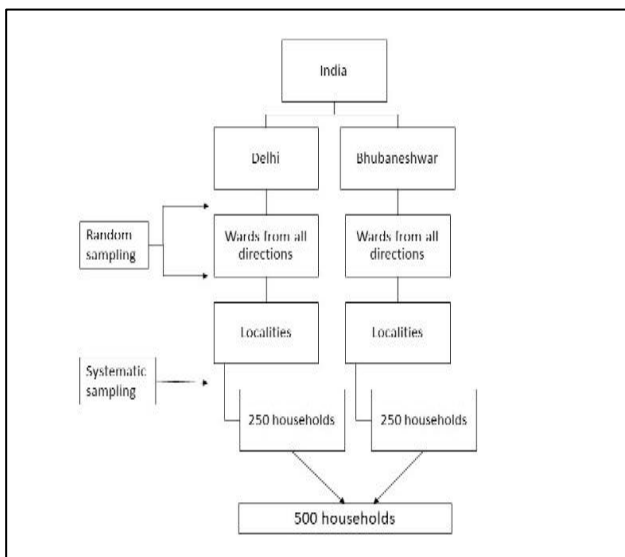 India
Delhi
Bhubaneshwar
Random
sampling
Wards from all
directions
Wards from all
directions
Localities
Localities
Systematic
sampling
250 households
250 households
500 households